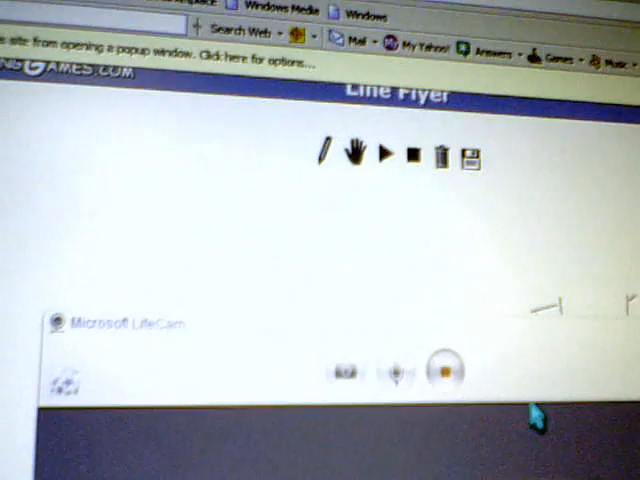 Windows Media Windows
Search Web Mail My Yahoo! Answers Games Music
site from opening a popup window. Click here for options...
GAMES.COM
Line Flyer
Microsoft LifeCam